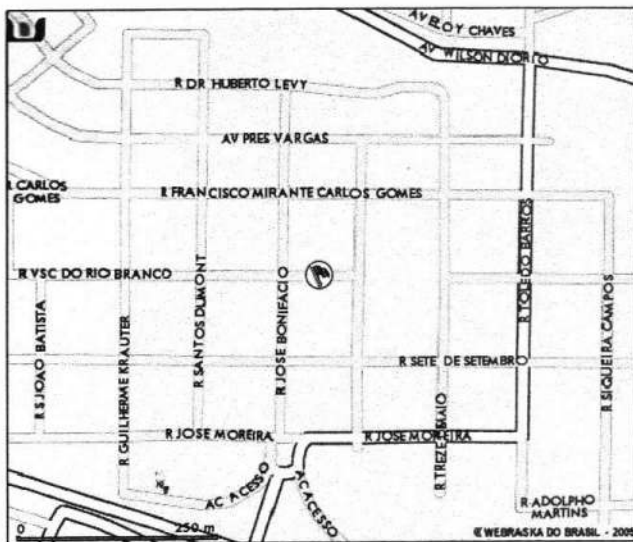 AV ELOY CHAVES
AV WILSON DIORIO
R DR HUBERTO LEVY
AV PRES VARGAS
R CARLOS
GOMES
R FRANCISCO MIRANTE CARLOS GOMES
R VSC DO RIO BRANCO
R S JOAO BATISTA
R GUILHERME KRAUTER
R SANTOS DUMONT
R JOSE BONIFACIO
R TOLEDO BARROS
R SIQUEIRA CAMPOS
R SETE DE SETEMBRO
R TREZE MAIO
R JOSE MOREIRA
R JOSE MOREIRA
AC ACESSO
AC ACESSO
R ADOLPHO
MARTINS
0 250 m
© WEBRASKA DO BRASIL - 2005